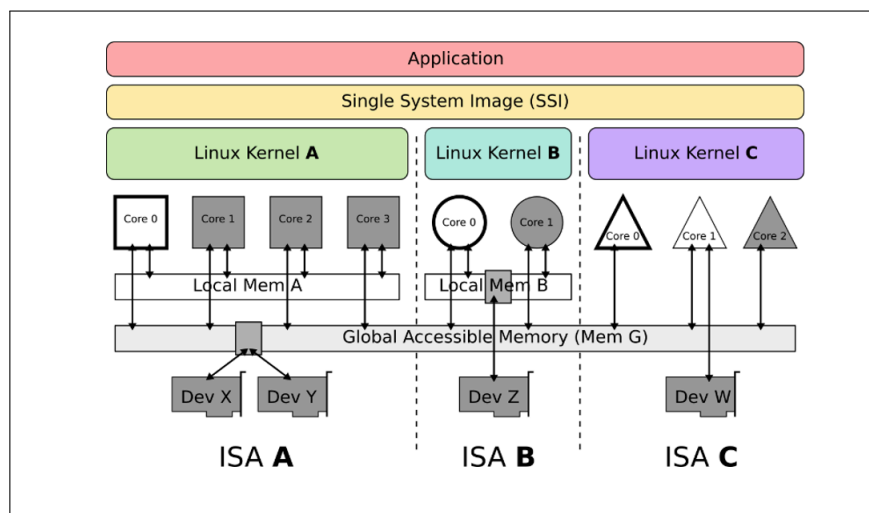 Application
Single System Image (SSI)
Linux Kernel A
Linux Kernel B
Linux Kernel C
Core 0
Core 1
Core 2
Core 3
Core 0
Core 1
Core 0
Core 1
Core 2
Local Mem A
Local Mem B
Global Accessible Memory (Mem G)
Dev X
Dev Y
Dev Z
Dev W
ISA A
ISA B
ISA C